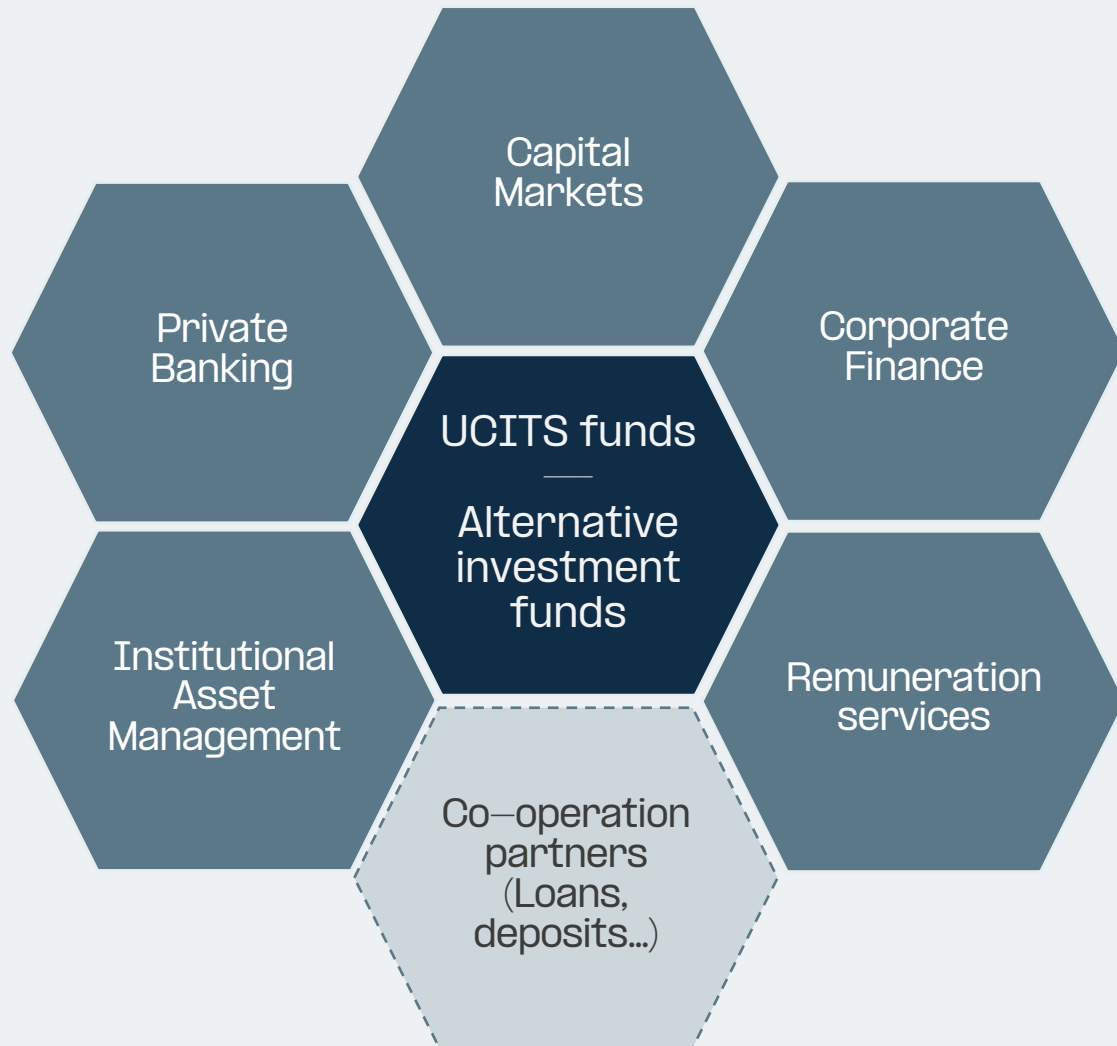 Capital
Markets
Private
Banking
Corporate
Finance
UCITS funds
Alternative
investment
funds
Institutional
Asset
Management
Remuneration
services
Co–operation
partners
(Loans,
deposits...)